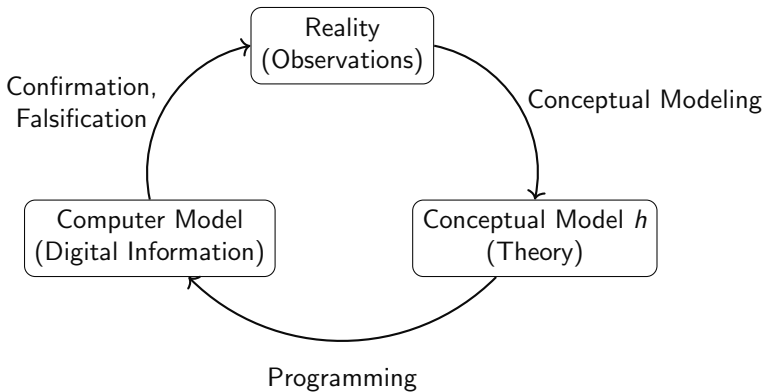 Reality
(Observations)
Confirmation,
Falsification
Conceptual Modeling
Computer Model
(Digital Information)
Conceptual Model h
(Theory)
Programming